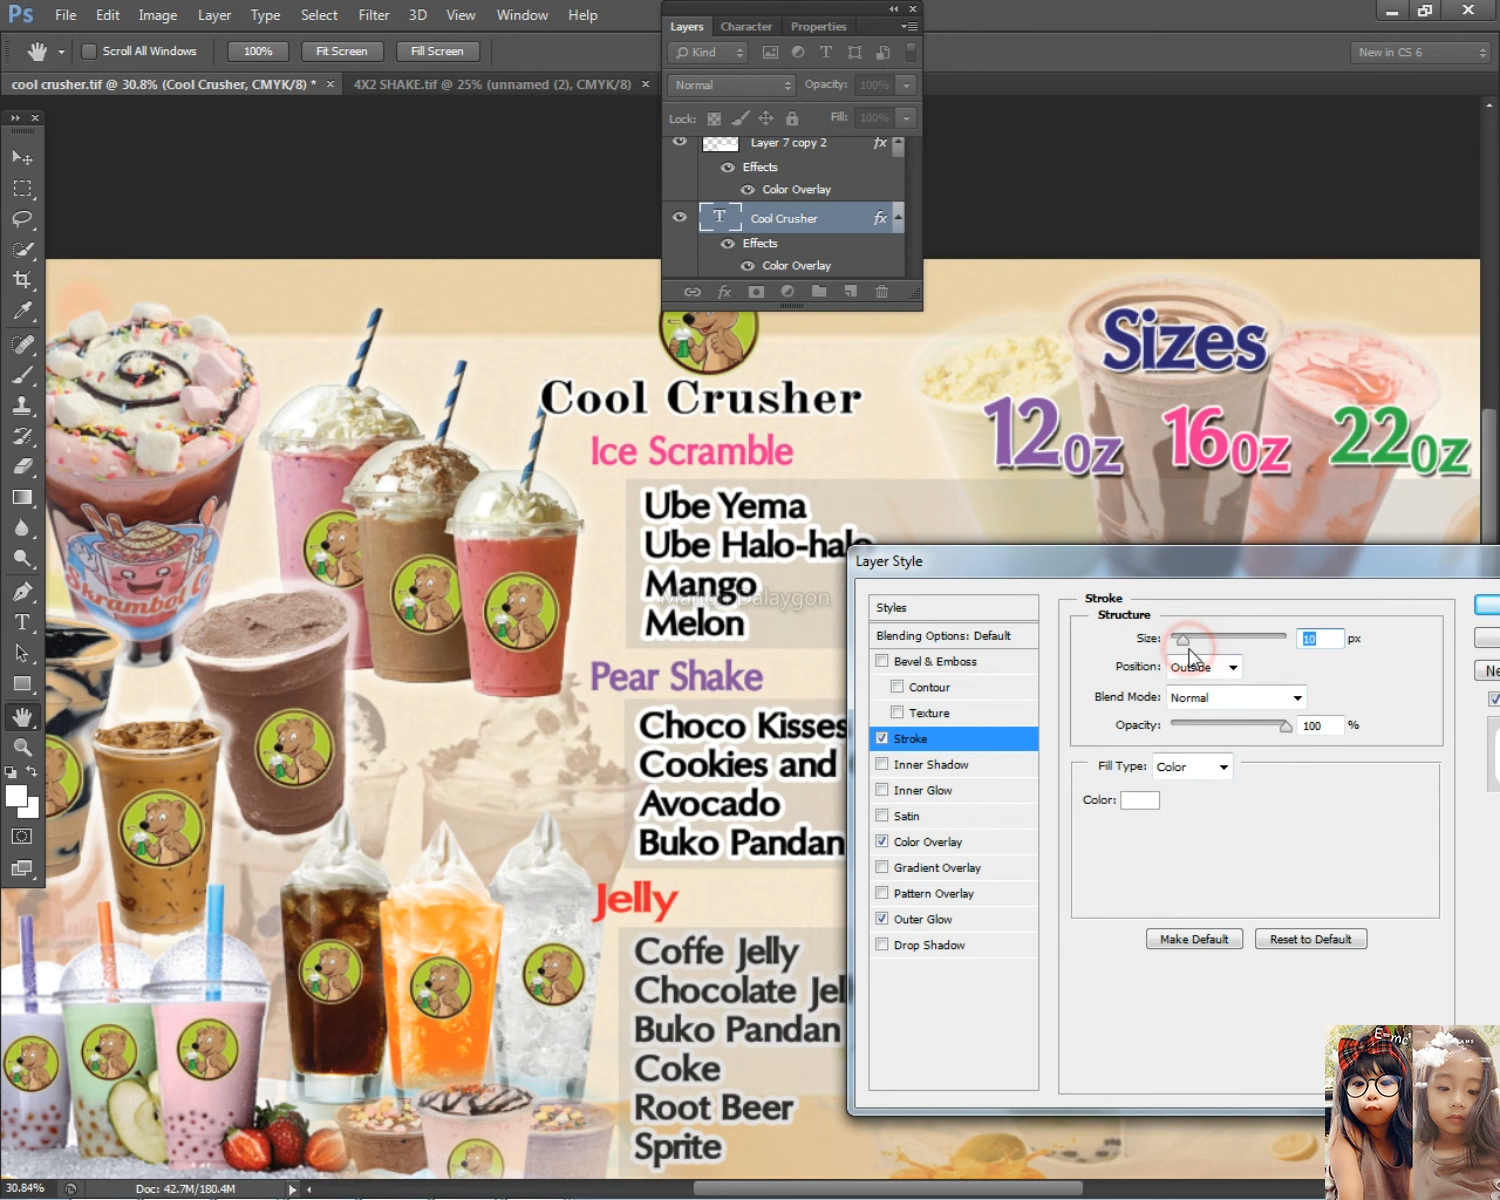 Ps File Edit Image Layer Type Select Filter 3D View Window Help
Scroll All Windows 100% Fit Screen Fill Screen New in CS 6
cool crusher.tif @ 30.8% (Cool Crusher, CMYK/8) * × 4X2 SHAKE.tif @ 25% (unnamed (2), CMYK/8) ×
Layers Character Properties
Kind
Normal Opacity: 100%
Lock: Fill: 100%
Layer 7 copy 2 fx
Effects
Color Overlay
T Cool Crusher fx
Effects
Color Overlay
Sizes
12oz 16oz 22oz
Cool Crusher
Ice Scramble
Ube Yema
Ube Halo-halo
Mango
Melon
Pear Shake
Choco Kisses
Cookies and
Avocado
Buko Pandan
Jelly
Coffe Jelly
Chocolate Jel
Buko Pandan
Coke
Root Beer
Sprite
Layer Style
Styles
Blending Options: Default
Bevel & Emboss
Contour
Texture
Stroke
Inner Shadow
Inner Glow
Satin
Color Overlay
Gradient Overlay
Pattern Overlay
Outer Glow
Drop Shadow
Stroke
Structure
Size: 10 px
Position: Outside
Blend Mode: Normal
Opacity: 100 %
Fill Type: Color
Color:
Make Default Reset to Default
Ne
E=mc²
30.84% Doc: 42.7M/180.4M